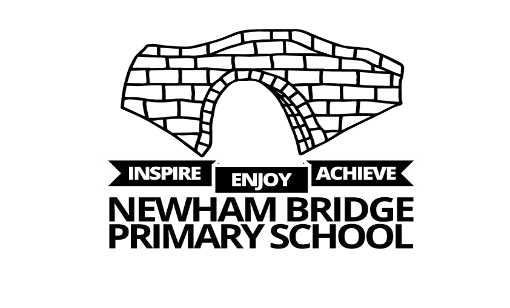 INSPIRE ENJOY ACHIEVE
NEWHAM BRIDGE
PRIMARY SCHOOL